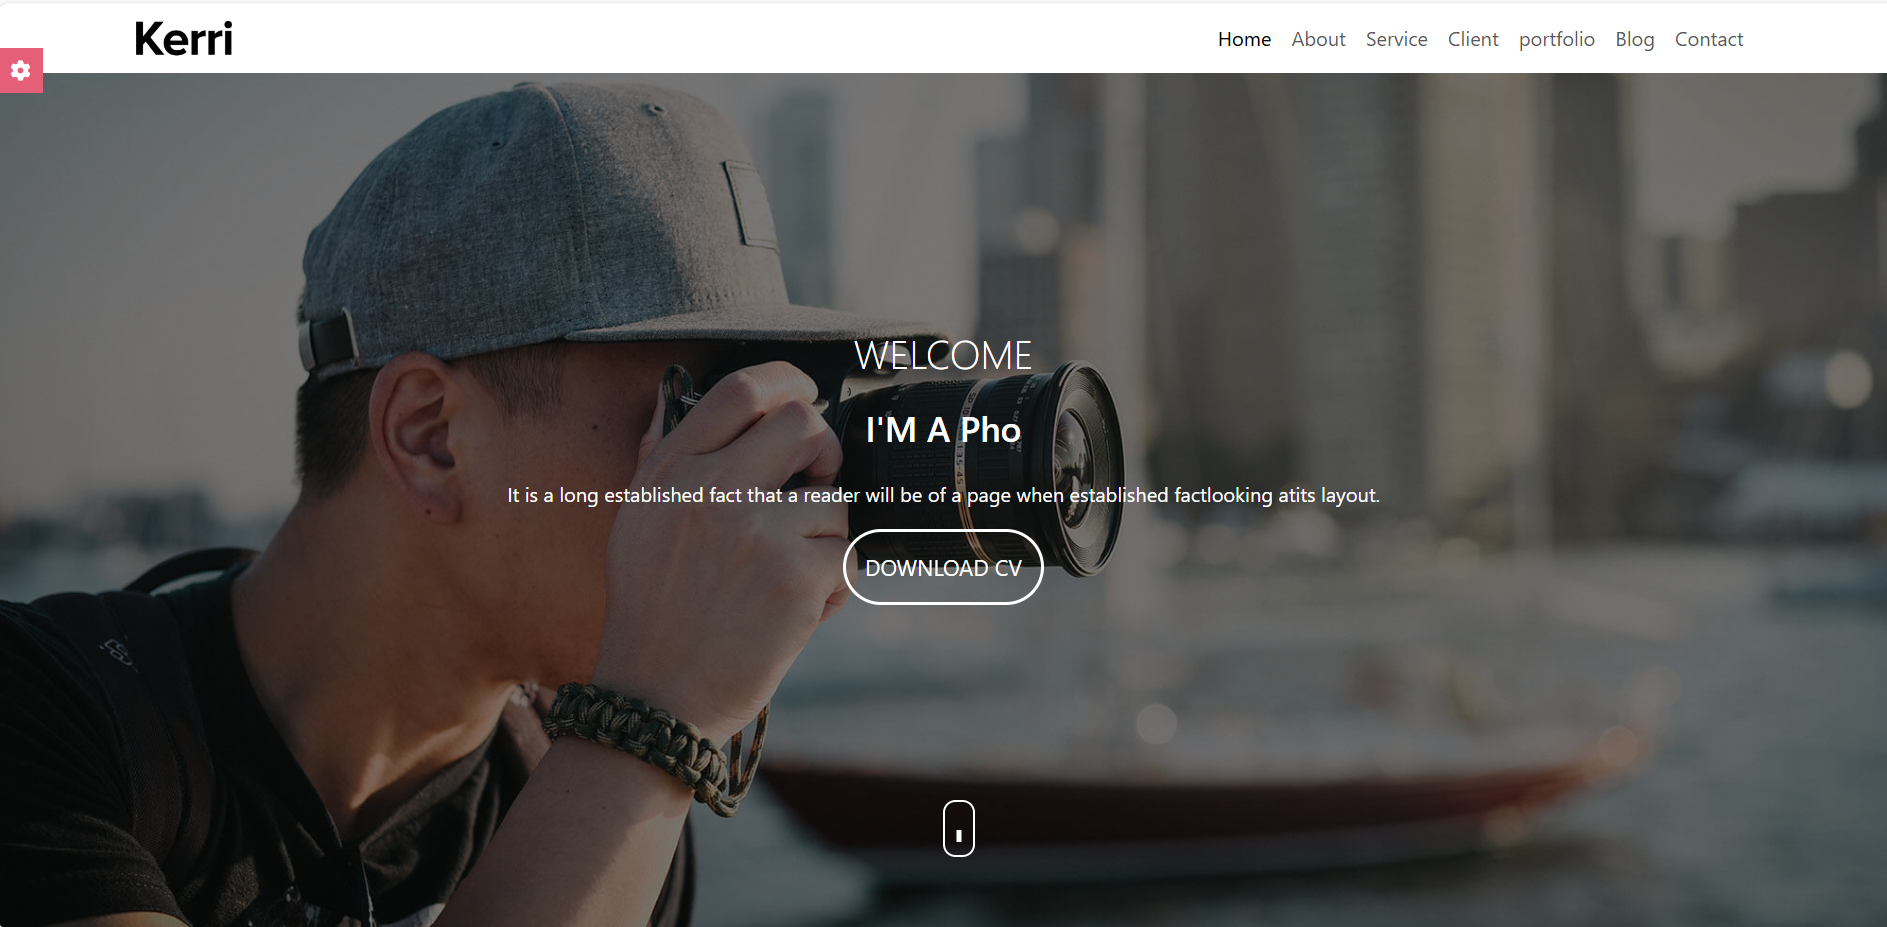 Kerri
Home About Service Client portfolio Blog Contact
WELCOME
I'M A Pho
It is a long established fact that a reader will be of a page when established factlooking atits layout.
DOWNLOAD CV